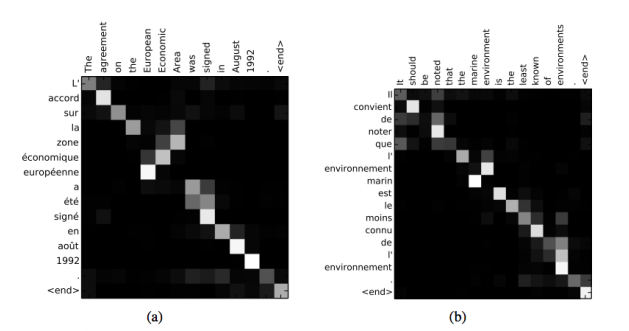 The agreement on the European Economic Area was signed in August 1992 . <end>
L'
accord
sur
la
zone
économique
européenne
a
été
signé
en
août
1992
.
<end>
(a)
It should be noted that the marine environment is the least known of environments . <end>
Il
convient
de
noter
que
l'
environnement
marin
est
le
moins
connu
de
l'
environnement
.
<end>
(b)